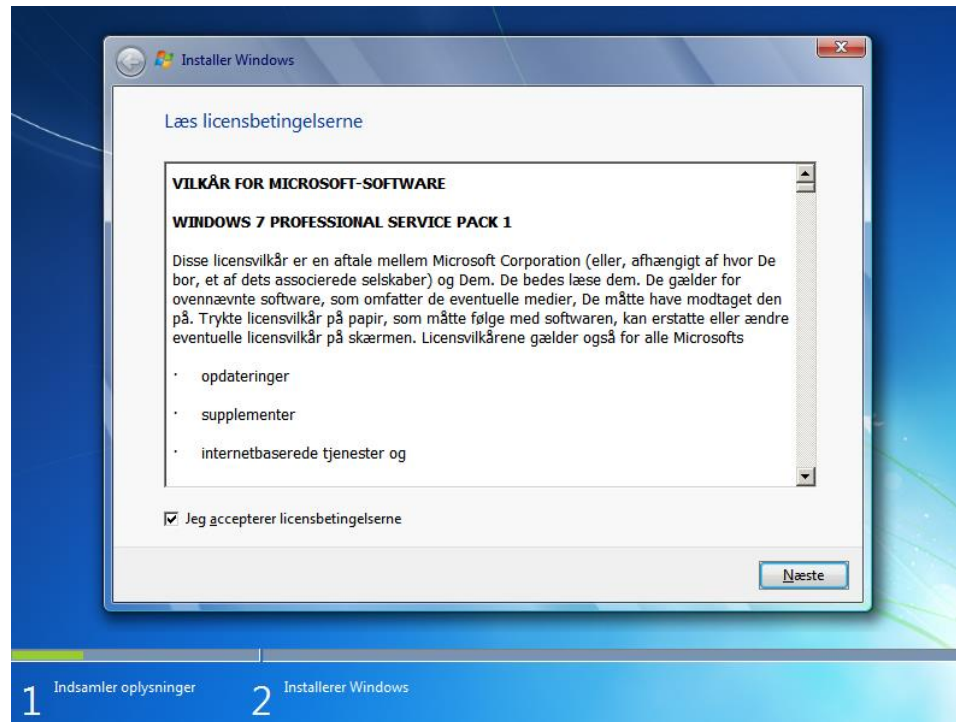 Installer Windows
Læs licensbetingelserne
VILKÅR FOR MICROSOFT-SOFTWARE
WINDOWS 7 PROFESSIONAL SERVICE PACK 1
Disse licensvilkår er en aftale mellem Microsoft Corporation (eller, afhængigt af hvor De
bor, et af dets associerede selskaber) og Dem. De bedes læse dem. De gælder for
ovennævnte software, som omfatter de eventuelle medier, De måtte have modtaget den
på. Trykte licensvilkår på papir, som måtte følge med softwaren, kan erstatte eller ændre
eventuelle licensvilkår på skærmen. Licensvilkårene gælder også for alle Microsofts
· opdateringer
· supplementer
· internetbaserede tjenester og
Jeg accepterer licensbetingelserne
Næste
1 Indsamler oplysninger 2 Installerer Windows